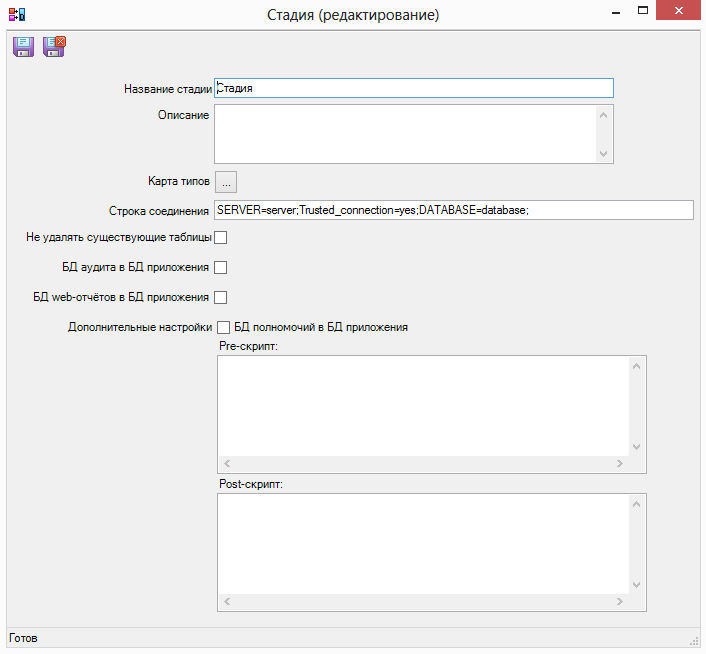 Стадия (редактирование)
Название стадии Стадия
Описание
Карта типов ...
Строка соединения SERVER=server;Trusted_connection=yes;DATABASE=database;
Не удалять существующие таблицы
БД аудита в БД приложения
БД web-отчётов в БД приложения
Дополнительные настройки БД полномочий в БД приложения
Pre-скрипт:
Post-скрипт:
Готов